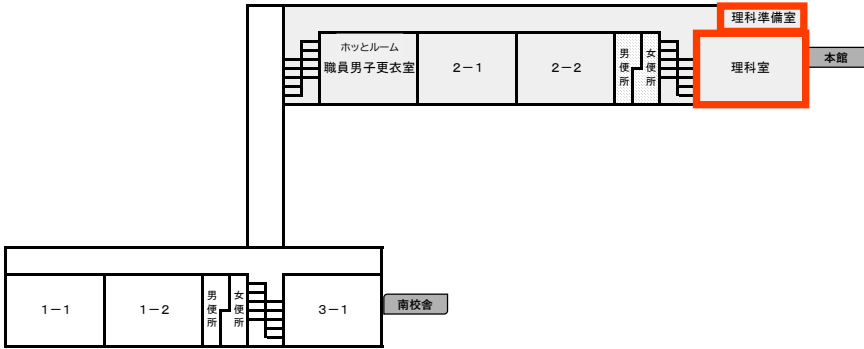 理科準備室
ホッとルーム
職員男子更衣室
2－1
2－2
男便所
女便所
理科室
本館
1－1
1－2
男便所
女便所
3－1
南校舎